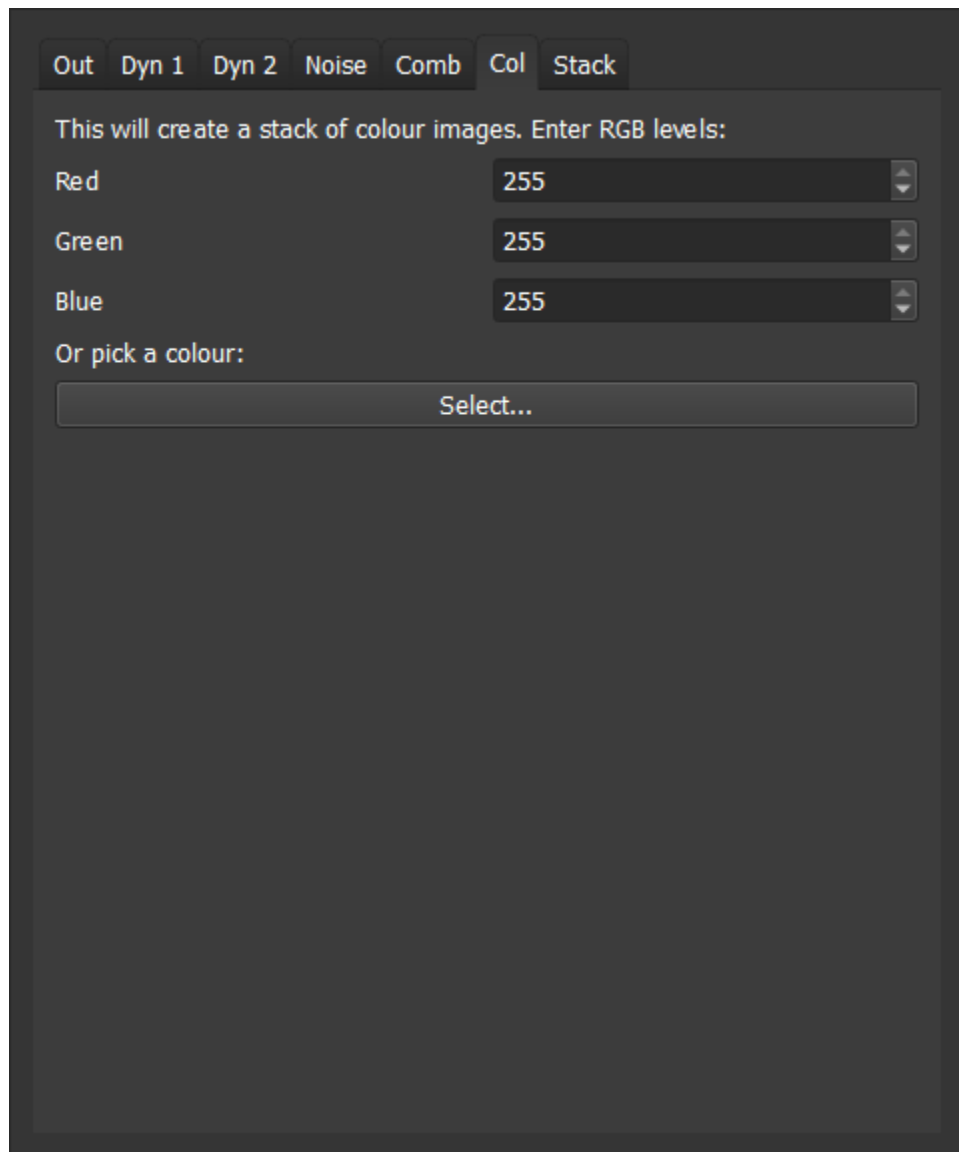 Out Dyn 1 Dyn 2 Noise Comb Col Stack
This will create a stack of colour images. Enter RGB levels:
Red 255
Green 255
Blue 255
Or pick a colour:
Select...